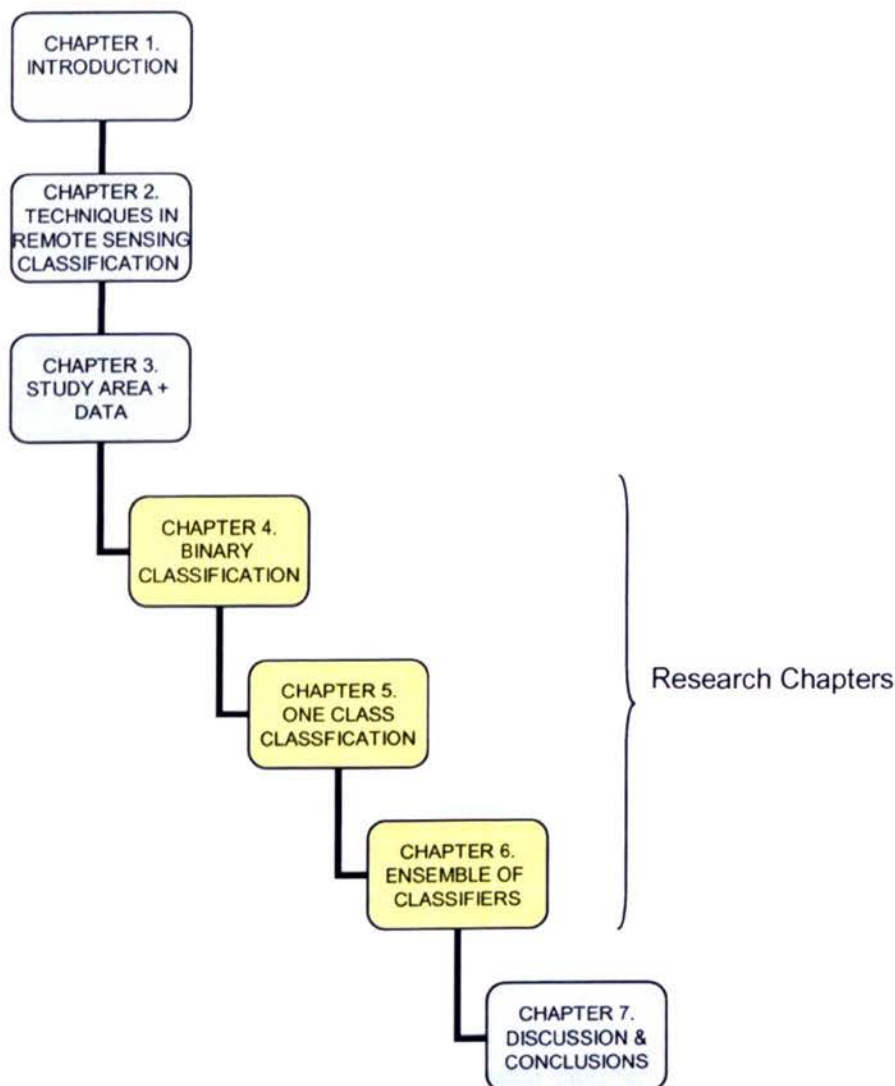 CHAPTER 1.
INTRODUCTION
CHAPTER 2.
TECHNIQUES IN
REMOTE SENSING
CLASSIFICATION
CHAPTER 3.
STUDY AREA +
DATA
CHAPTER 4.
BINARY
CLASSIFICATION
CHAPTER 5.
ONE CLASS
CLASSFICATION
Research Chapters
CHAPTER 6.
ENSEMBLE OF
CLASSIFIERS
CHAPTER 7.
DISCUSSION &
CONCLUSIONS